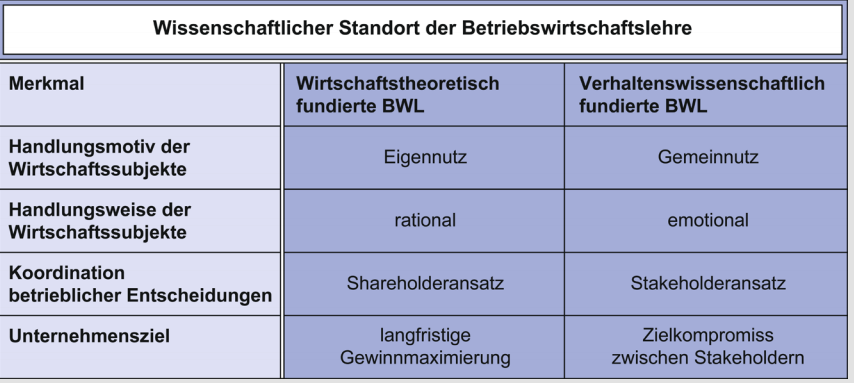 Wissenschaftlicher Standort der Betriebswirtschaftslehre
Merkmal
Wirtschaftstheoretisch
fundierte BWL
Verhaltenswissenschaftlich
fundierte BWL
Handlungsmotiv der
Wirtschaftssubjekte
Eigennutz
Gemeinnutz
Handlungsweise der
Wirtschaftssubjekte
rational
emotional
Koordination
betrieblicher Entscheidungen
Shareholderansatz
Stakeholderansatz
Unternehmensziel
langfristige
Gewinnmaximierung
Zielkompromiss
zwischen Stakeholdern